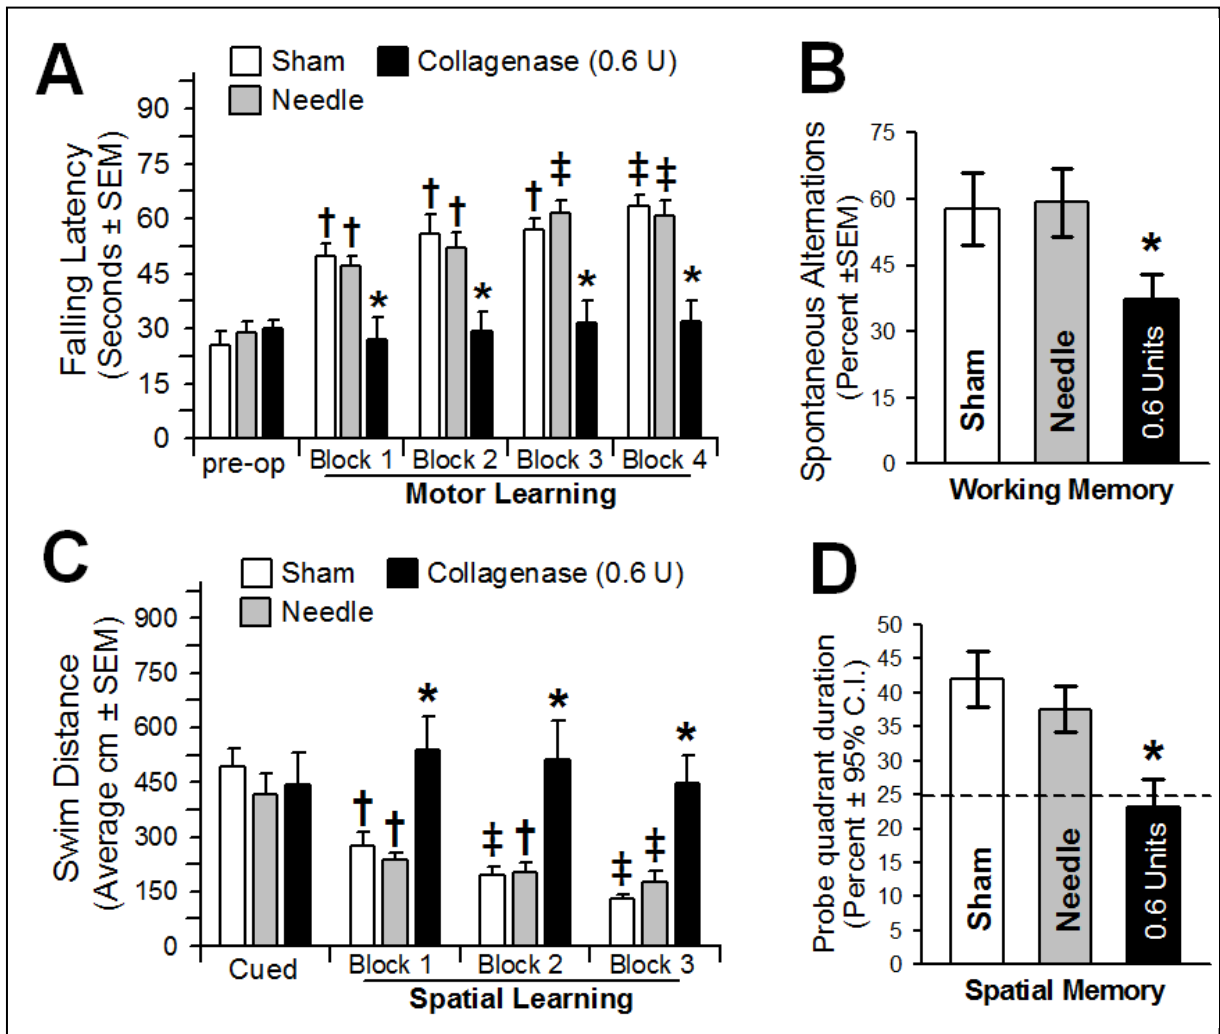 A
Sham
Collagenase (0.6 U)
Needle
Falling Latency
(Seconds ± SEM)
90
75
60
45
30
15
0
† † *
† † *
† ‡ *
‡ ‡ *
pre-op
Block 1
Block 2
Block 3
Block 4
Motor Learning
B
Spontaneous Alternations
(Percent ±SEM)
75
60
45
30
15
0
*
Sham
Needle
0.6 Units
Working Memory
C
Sham
Collagenase (0.6 U)
Needle
Swim Distance
(Average cm ± SEM)
900
750
600
450
300
150
0
† † *
‡ † *
‡ ‡ *
Cued
Block 1
Block 2
Block 3
Spatial Learning
D
Probe quadrant duration
(Percent ± 95% C.I.)
50
45
40
35
30
25
20
15
10
5
0
*
Sham
Needle
0.6 Units
Spatial Memory